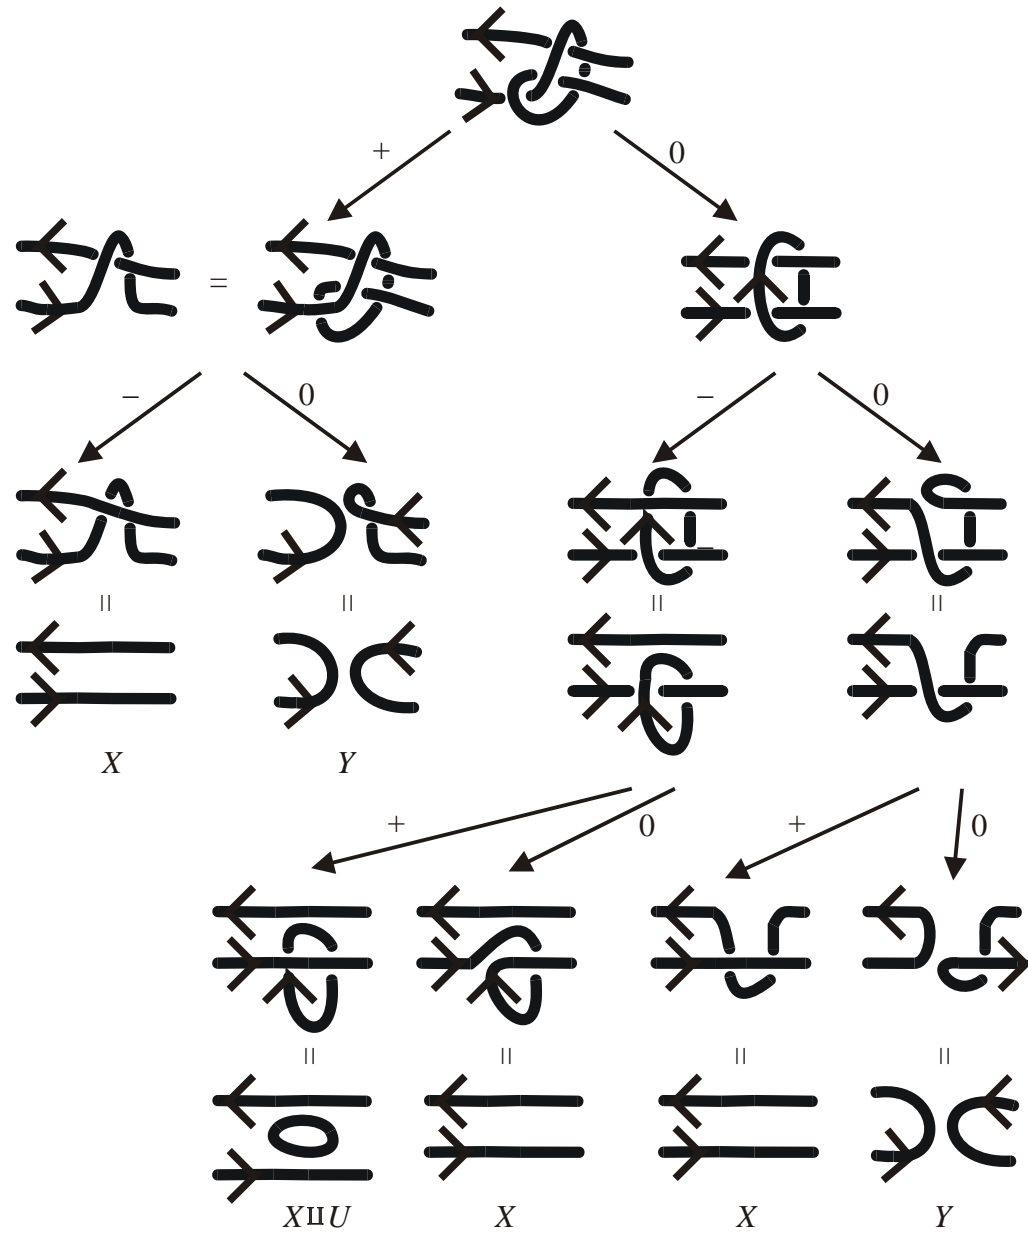 + 0
=
− 0 − 0
= = = =
X Y
+ 0 + 0
= = = =
X⨿U X X Y